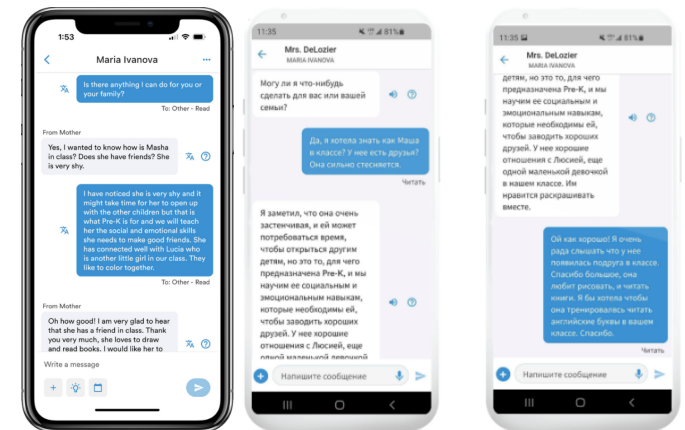 1:53
Maria Ivanova
Is there anything I can do for you or
your family?
To: Other - Read
From Mother
Yes, I wanted to know how is Masha
in class? Does she have friends? She
is very shy.
I have noticed she is very shy and it
might take time for her to open up
with the other children but that is
what Pre-K is for and we will teach
her the social and emotional skills
she needs to make good friends. She
has connected well with Lucia who
is another little girl in our class. They
like to color together.
To: Other - Read
From Mother
Oh how good! I am very glad to hear
that she has a friend in class. Thank
you very much, she loves to draw
and read books. I would like her to
Write a message
11:35
81%
Mrs. DeLozier
MARIA IVANOVA
Могу ли я что-нибудь
сделать для вас или вашей
семьи?
Да, я хотела знать как Маша
в классе? У нее есть друзья?
Она сильно стесняется.
Читать
Я заметил, что она очень
застенчивая, и ей может
потребоваться время,
чтобы открыться другим
детям, но это то, для чего
предназначена Pre-K, и мы
научим ее социальным и
эмоциональным навыкам,
которые необходимы ей,
чтобы заводить хороших
друзей. У нее хорошие
отношения с Люсией, еще
одной маленькой девочкой
Напишите сообщение
11:35
81%
Mrs. DeLozier
MARIA IVANOVA
детям, но это то, для чего
предназначена Pre-K, и мы
научим ее социальным и
эмоциональным навыкам,
которые необходимы ей,
чтобы заводить хороших
друзей. У нее хорошие
отношения с Люсией, еще
одной маленькой девочкой
в нашем классе. Им
нравится раскрашивать
вместе.
Ой как хорошо! Я очень
рада слышать что у нее
появилась подруга в классе.
Спасибо большое, она
любит рисовать, и читать
книги. Я бы хотела чтобы
она тренировалась читать
английские буквы в вашем
классе. Спасибо.
Читать
Напишите сообщение